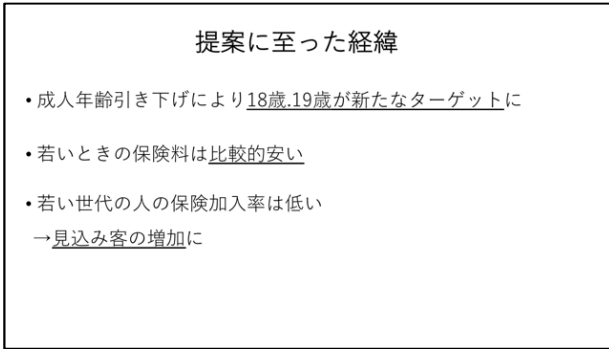 提案に至った経緯
• 成人年齢引き下げにより18歳.19歳が新たなターゲットに
• 若いときの保険料は比較的安い
• 若い世代の人の保険加入率は低い
→見込み客の増加に